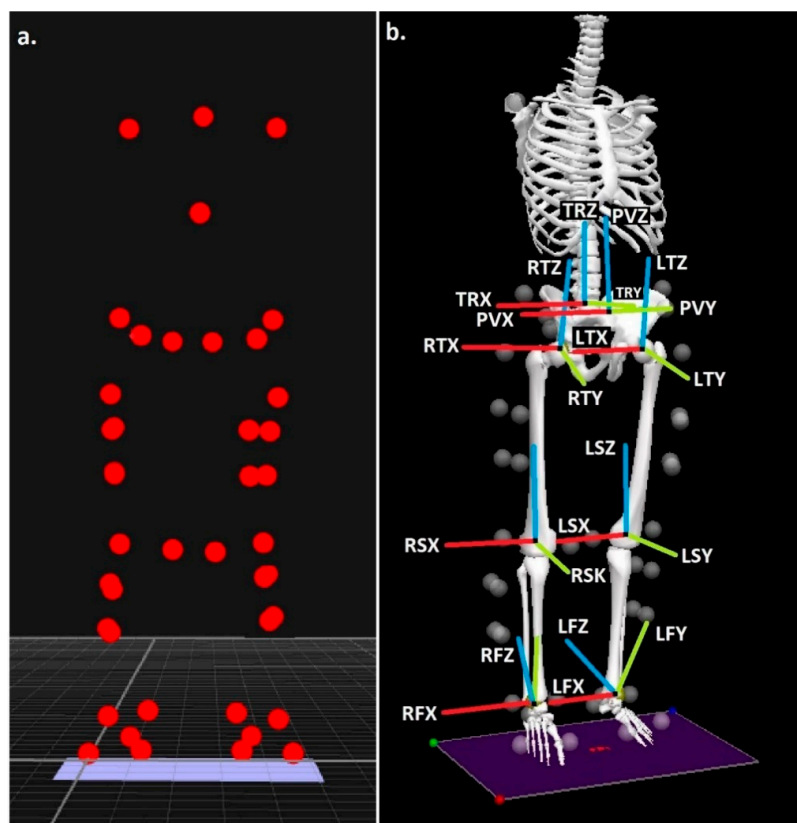 a.
b.
TRZ PVZ
RTZ
LTZ
TRX
TRY
PVX
PVY
RTX
LTX
LTY
RTY
LSZ
RSX
LSX
LSY
RSK
RFZ
LFZ
LFY
RFX
LFX